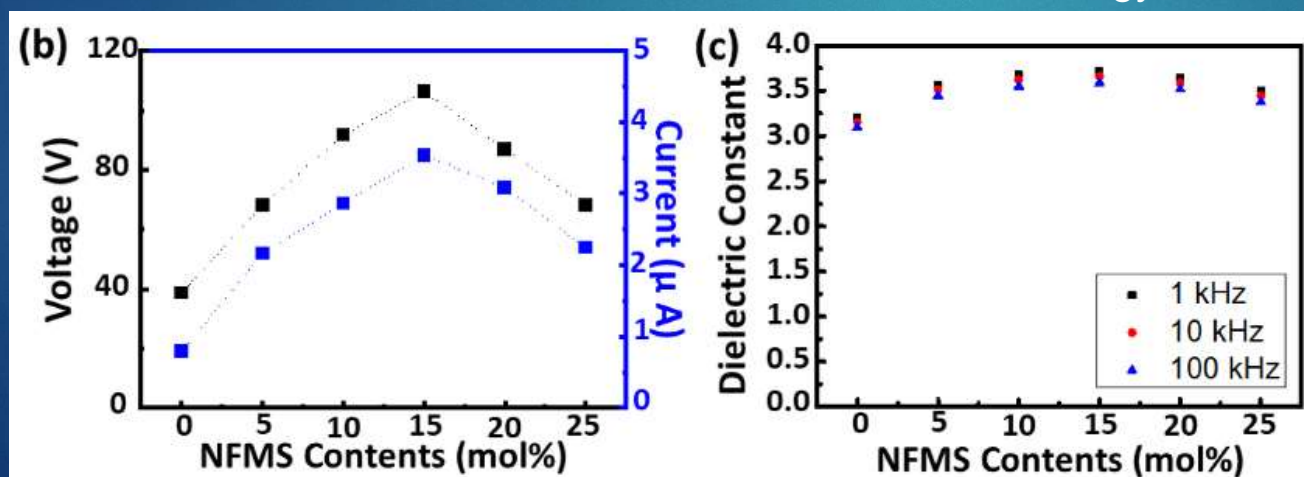 (b)
120
80
40
0
Voltage (V)
5
4
3
2
1
0
Current (μ A)
0 5 10 15 20 25
NFMS Contents (mol%)
(c)
4.0
3.5
3.0
2.5
2.0
1.5
1.0
0.5
0.0
Dielectric Constant
1 kHz
10 kHz
100 kHz
0 5 10 15 20 25
NFMS Contents (mol%)